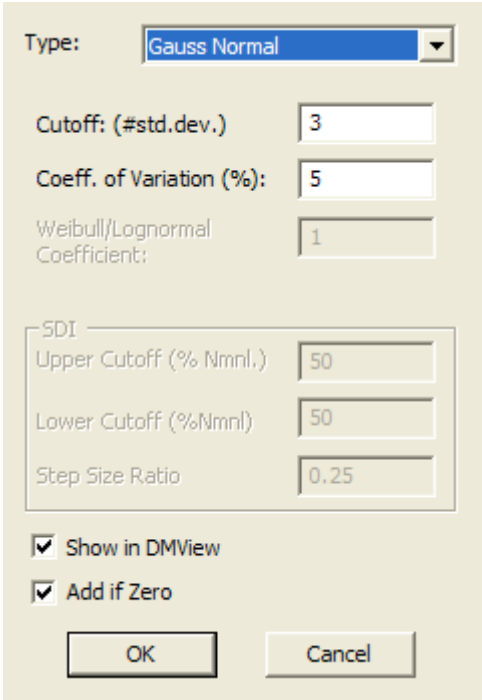 Type: Gauss Normal
Cutoff: (#std.dev.) 3
Coeff. of Variation (%): 5
Weibull/Lognormal
Coefficient: 1
SDI
Upper Cutoff (% Nmnl.) 50
Lower Cutoff (%Nmnl) 50
Step Size Ratio 0.25
Show in DMView
Add if Zero
OK Cancel